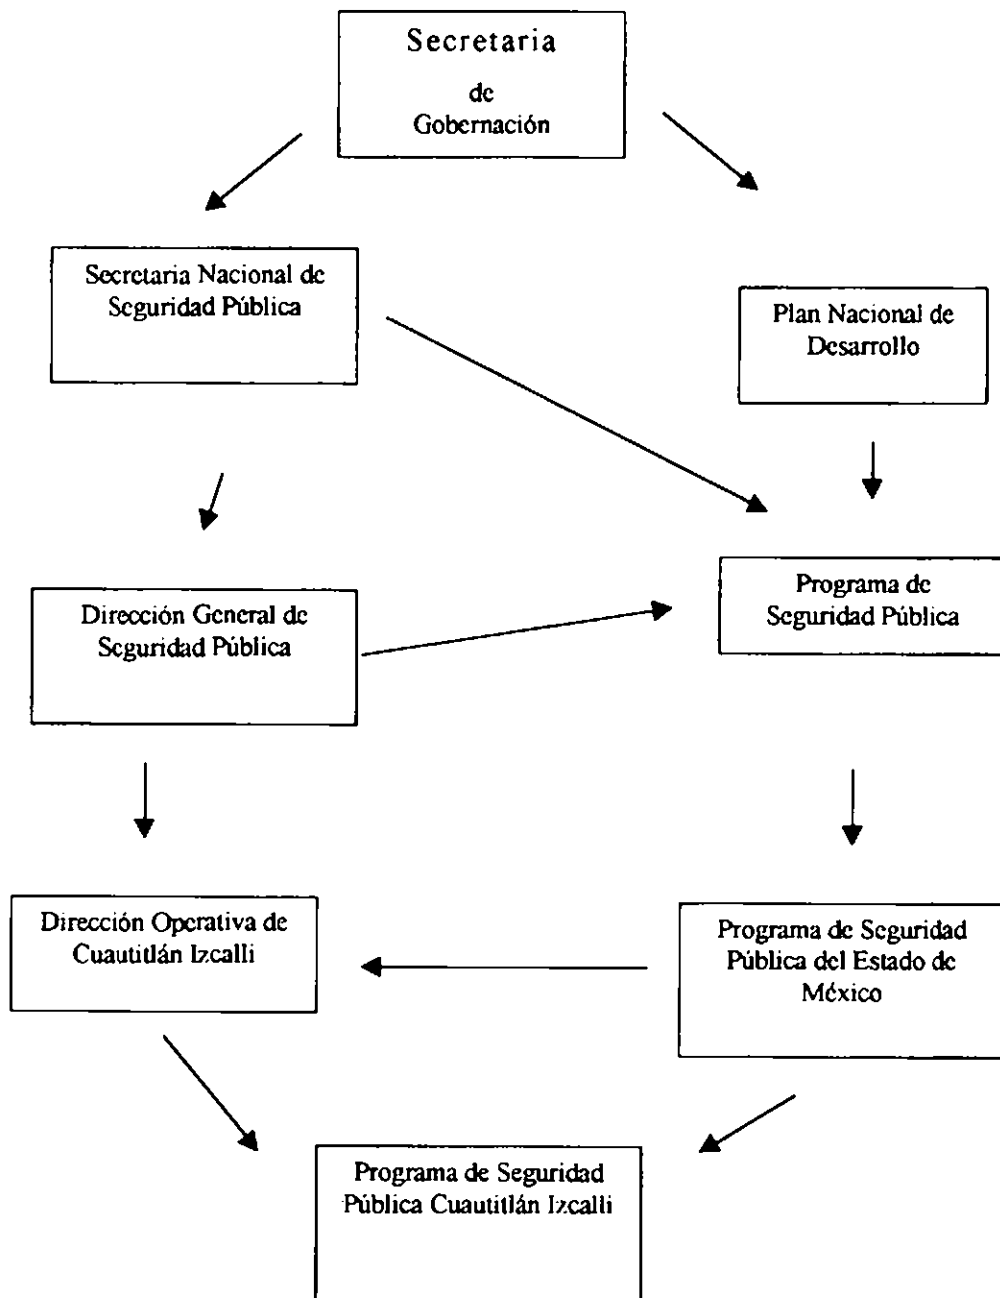 Secretaria
de
Gobernación
Secretaria Nacional de
Seguridad Pública
Plan Nacional de
Desarrollo
Dirección General de
Seguridad Pública
Programa de
Seguridad Pública
Dirección Operativa de
Cuautitlán Izcalli
Programa de Seguridad
Pública del Estado de
México
Programa de Seguridad
Pública Cuautitlán Izcalli